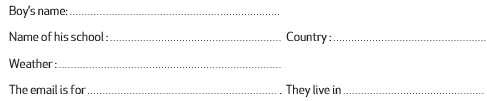 Boy's name:..................................................................
Name of his school :...................................................... Country :................................................
Weather :......................................................................
The email is for............................................................. . They live in.............................................